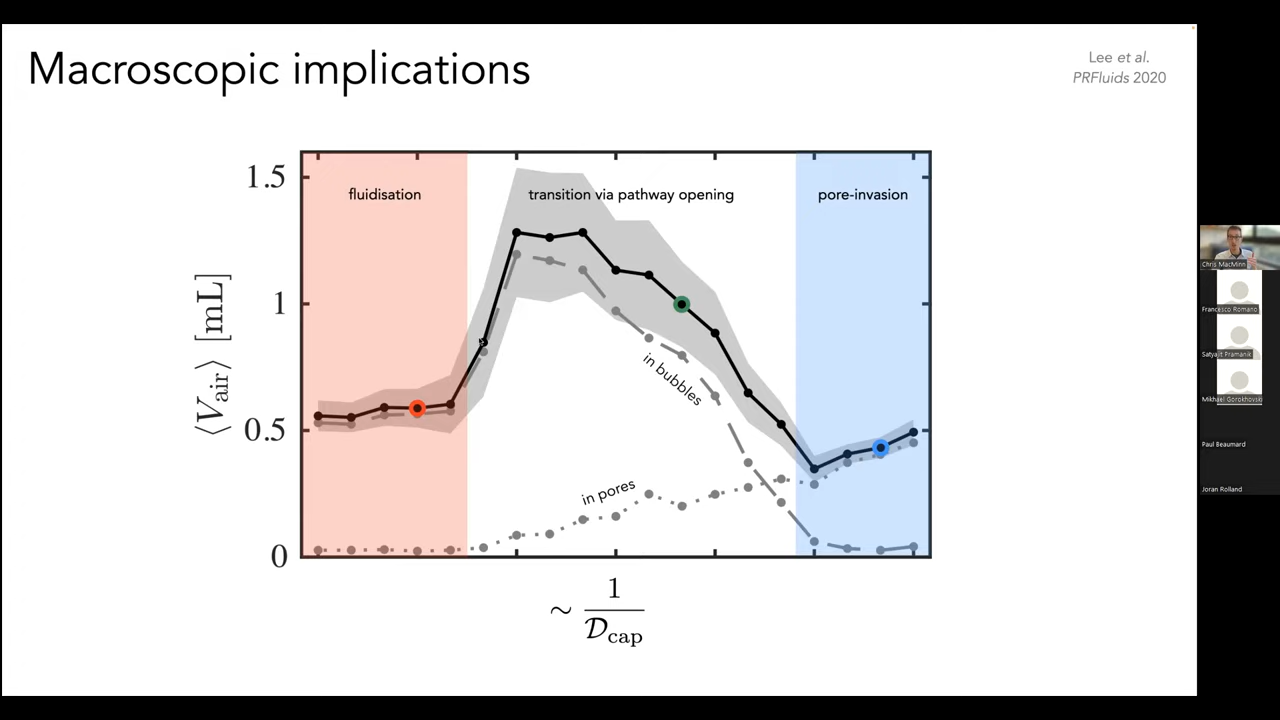 Macroscopic implications
Lee et al.
PRFluids 2020
1.5
1
0.5
0
⟨V_air⟩ [mL]
fluidisation
transition via pathway opening
pore-invasion
in bubbles
in pores
~ 1/𝒟_cap
Chris MacMinn
Francesco Romano
Satyajit Pramanik
Mikhael Gorokhovski
Paul Beaumard
Joran Rolland